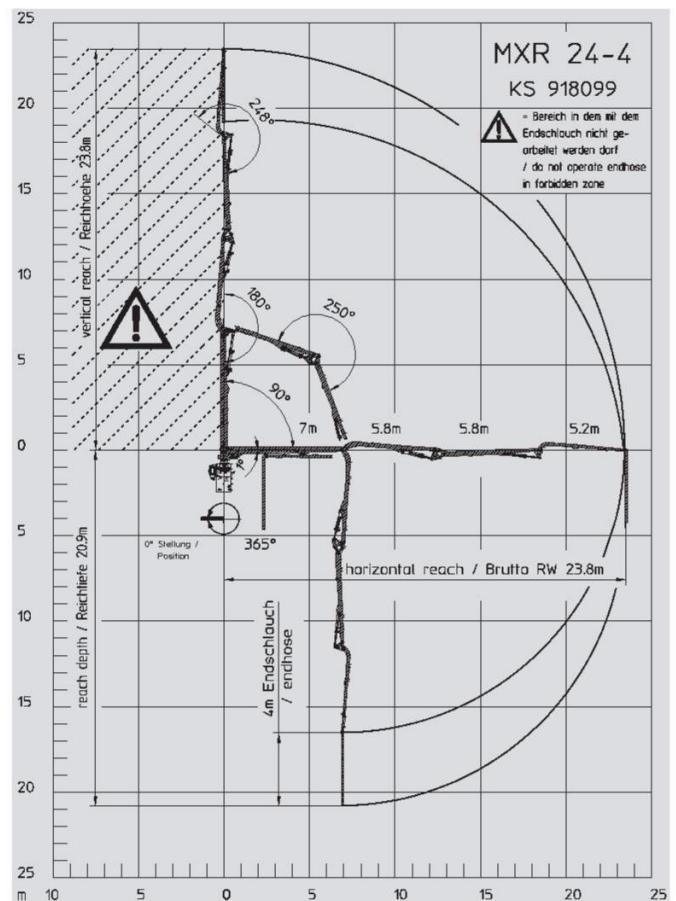 25
MXR 24-4
KS 918099
= Bereich in dem mit dem
Endschlauch nicht ge-
arbeitet werden darf
/ do not operate endhose
in forbidden zone
20
248°
vertical reach / Reichhoehe 23.8m
15
10
180°
250°
5
90°
7m
5.8m
5.8m
5.2m
0
0° Stellung /
Position
365°
5
horizontal reach / Brutto RW 23.8m
reach depth / Reichtiefe 20.9m
10
4m Endschlauch
/ endhose
15
20
25
m
10
5
0
5
10
15
20
25